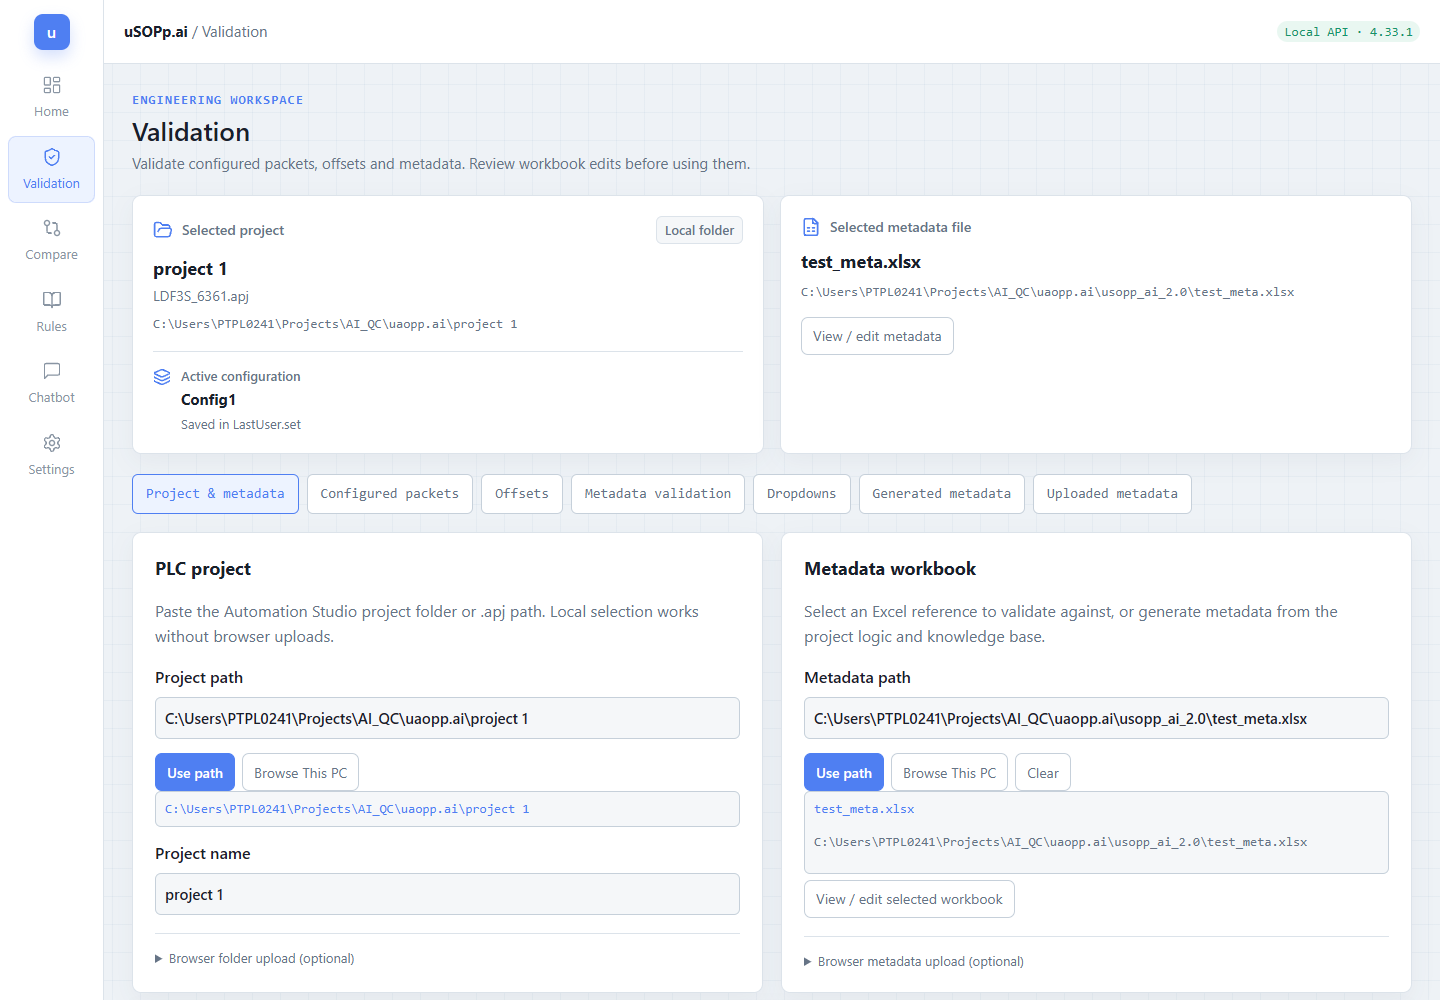 u
Home
Validation
Compare
Rules
Chatbot
Settings
uSOPp.ai / Validation
Local API · 4.33.1
ENGINEERING WORKSPACE
Validation
Validate configured packets, offsets and metadata. Review workbook edits before using them.
Selected project
Local folder
project 1
LDF3S_6361.apj
C:\Users\PTPL0241\Projects\AI_QC\uaopp.ai\project 1
Active configuration
Config1
Saved in LastUser.set
Selected metadata file
test_meta.xlsx
C:\Users\PTPL0241\Projects\AI_QC\uaopp.ai\usopp_ai_2.0\test_meta.xlsx
View / edit metadata
Project & metadata
Configured packets
Offsets
Metadata validation
Dropdowns
Generated metadata
Uploaded metadata
PLC project
Paste the Automation Studio project folder or .apj path. Local selection works
without browser uploads.
Project path
C:\Users\PTPL0241\Projects\AI_QC\uaopp.ai\project 1
Use path
Browse This PC
C:\Users\PTPL0241\Projects\AI_QC\uaopp.ai\project 1
Project name
project 1
Browser folder upload (optional)
Metadata workbook
Select an Excel reference to validate against, or generate metadata from the
project logic and knowledge base.
Metadata path
C:\Users\PTPL0241\Projects\AI_QC\uaopp.ai\usopp_ai_2.0\test_meta.xlsx
Use path
Browse This PC
Clear
test_meta.xlsx
C:\Users\PTPL0241\Projects\AI_QC\uaopp.ai\usopp_ai_2.0\test_meta.xlsx
View / edit selected workbook
Browser metadata upload (optional)